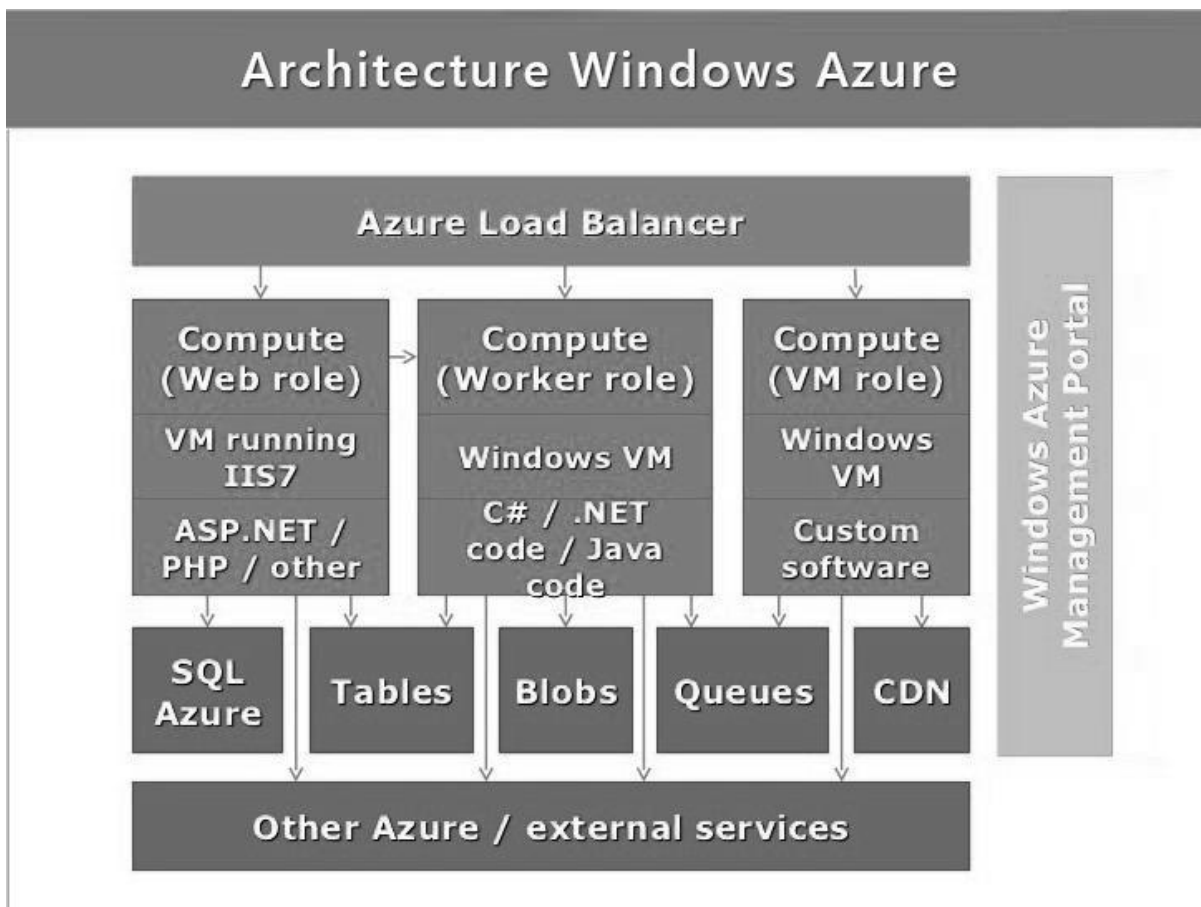 Architecture Windows Azure
Azure Load Balancer
Compute
(Web role)
VM running
IIS7
ASP.NET /
PHP / other
Compute
(Worker role)
Windows VM
C# / .NET
code / Java
code
Compute
(VM role)
Windows
VM
Custom
software
SQL
Azure
Tables
Blobs
Queues
CDN
Other Azure / external services
Windows Azure
Management Portal